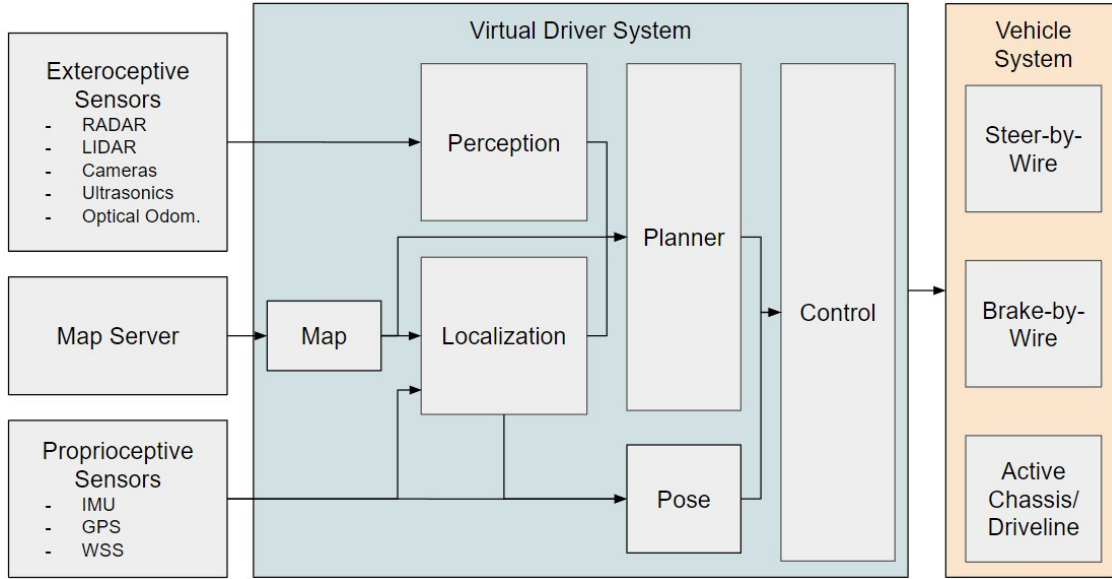 Exteroceptive
Sensors
- RADAR
- LIDAR
- Cameras
- Ultrasonics
- Optical Odom.
Map Server
Proprioceptive
Sensors
- IMU
- GPS
- WSS
Virtual Driver System
Perception
Map
Localization
Planner
Pose
Control
Vehicle
System
Steer-by-
Wire
Brake-by-
Wire
Active
Chassis/
Driveline